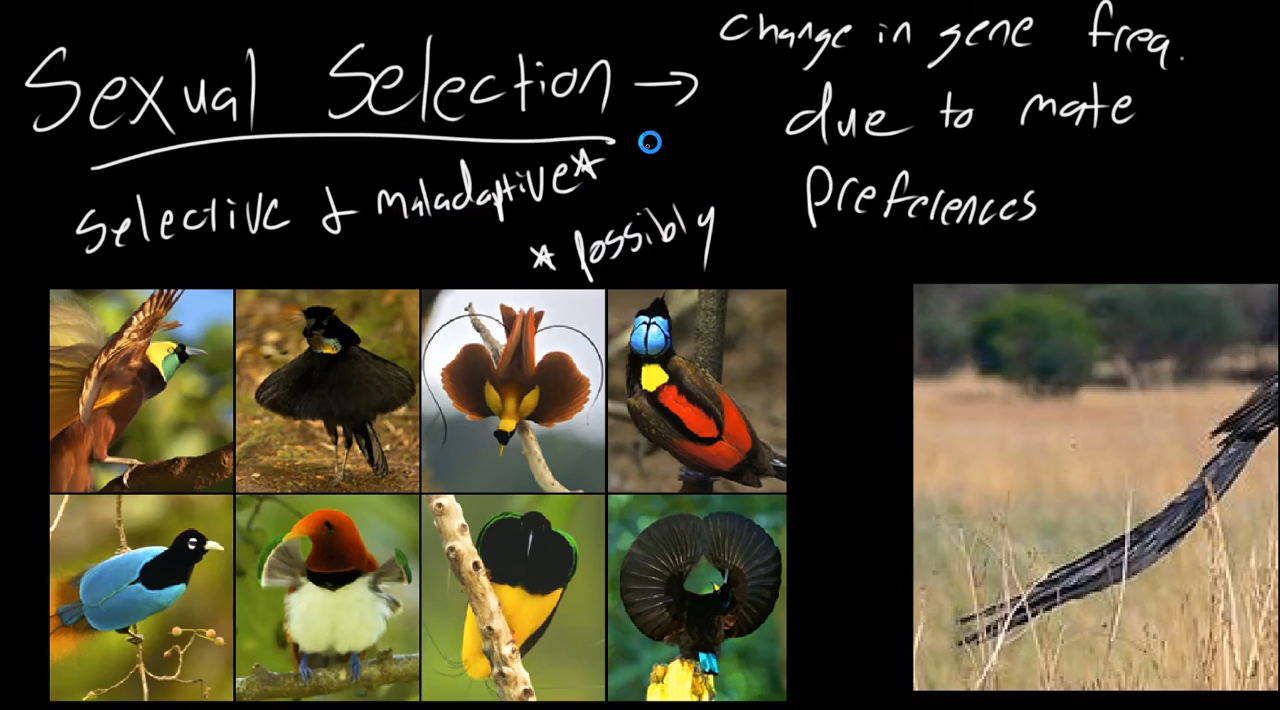 Sexual Selection →
change in gene freq.
due to mate
preferences
selective & maladaptive*
* possibly